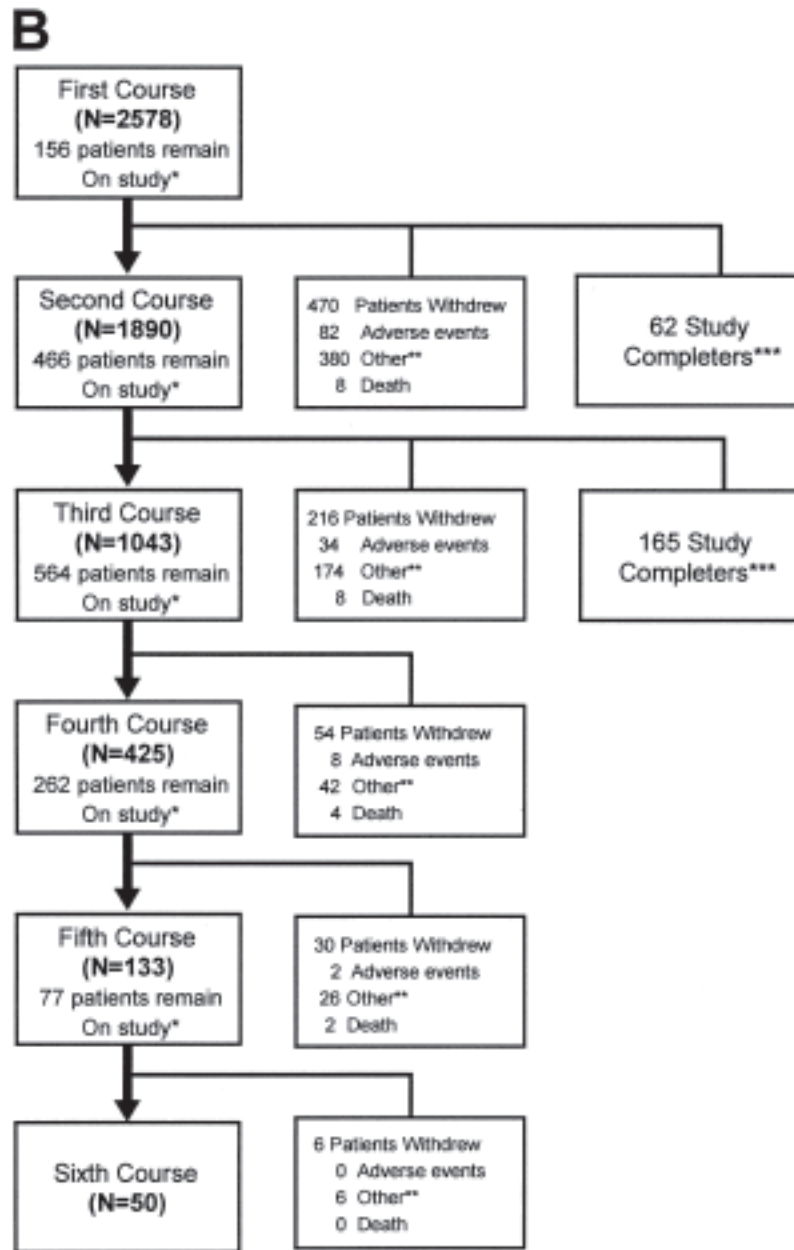 B
First Course
(N=2578)
156 patients remain
On study*
Second Course
(N=1890)
466 patients remain
On study*
470 Patients Withdrew
82 Adverse events
380 Other**
8 Death
62 Study
Completers***
Third Course
(N=1043)
564 patients remain
On study*
216 Patients Withdrew
34 Adverse events
174 Other**
8 Death
165 Study
Completers***
Fourth Course
(N=425)
262 patients remain
On study*
54 Patients Withdrew
8 Adverse events
42 Other**
4 Death
Fifth Course
(N=133)
77 patients remain
On study*
30 Patients Withdrew
2 Adverse events
26 Other**
2 Death
Sixth Course
(N=50)
6 Patients Withdrew
0 Adverse events
6 Other**
0 Death